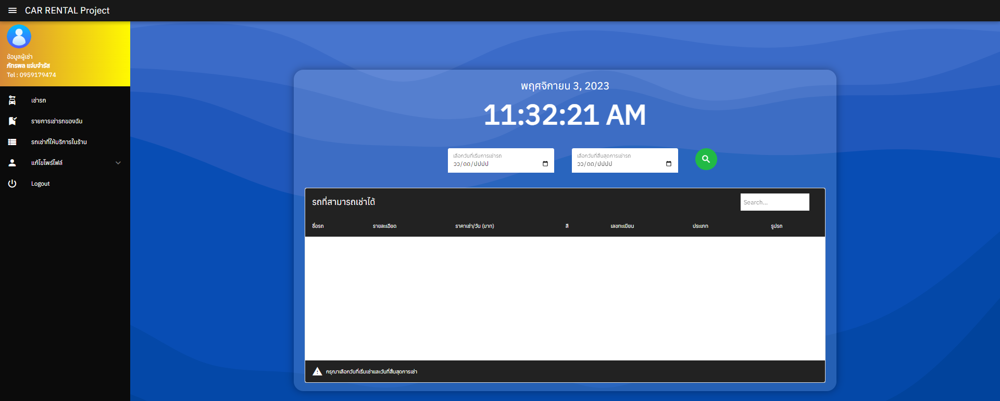 CAR RENTAL Project
ข้อมูลผู้เช่า
ภัทรพล แจ่มจำรัส
Tel : 0959179474
เช่ารถ
รายการเช่ารถของฉัน
รถเช่าที่ให้บริการในร้าน
แก้ไขโพร์ไฟล์
Logout
พฤศจิกายน 3, 2023
11:32:21 AM
เลือกวันที่เริ่มการเช่ารถ
วว/ดด/ปปปป
เลือกวันที่สิ้นสุดการเช่ารถ
วว/ดด/ปปปป
รถที่สามารถเช่าได้
Search...
ชื่อรถ รายละเอียด ราคาเช่า/วัน (บาท) สี เลขทะเบียน ประเภท รูปรถ
กรุณาเลือกวันที่เริ่มเช่าและวันที่สิ้นสุดการเช่า